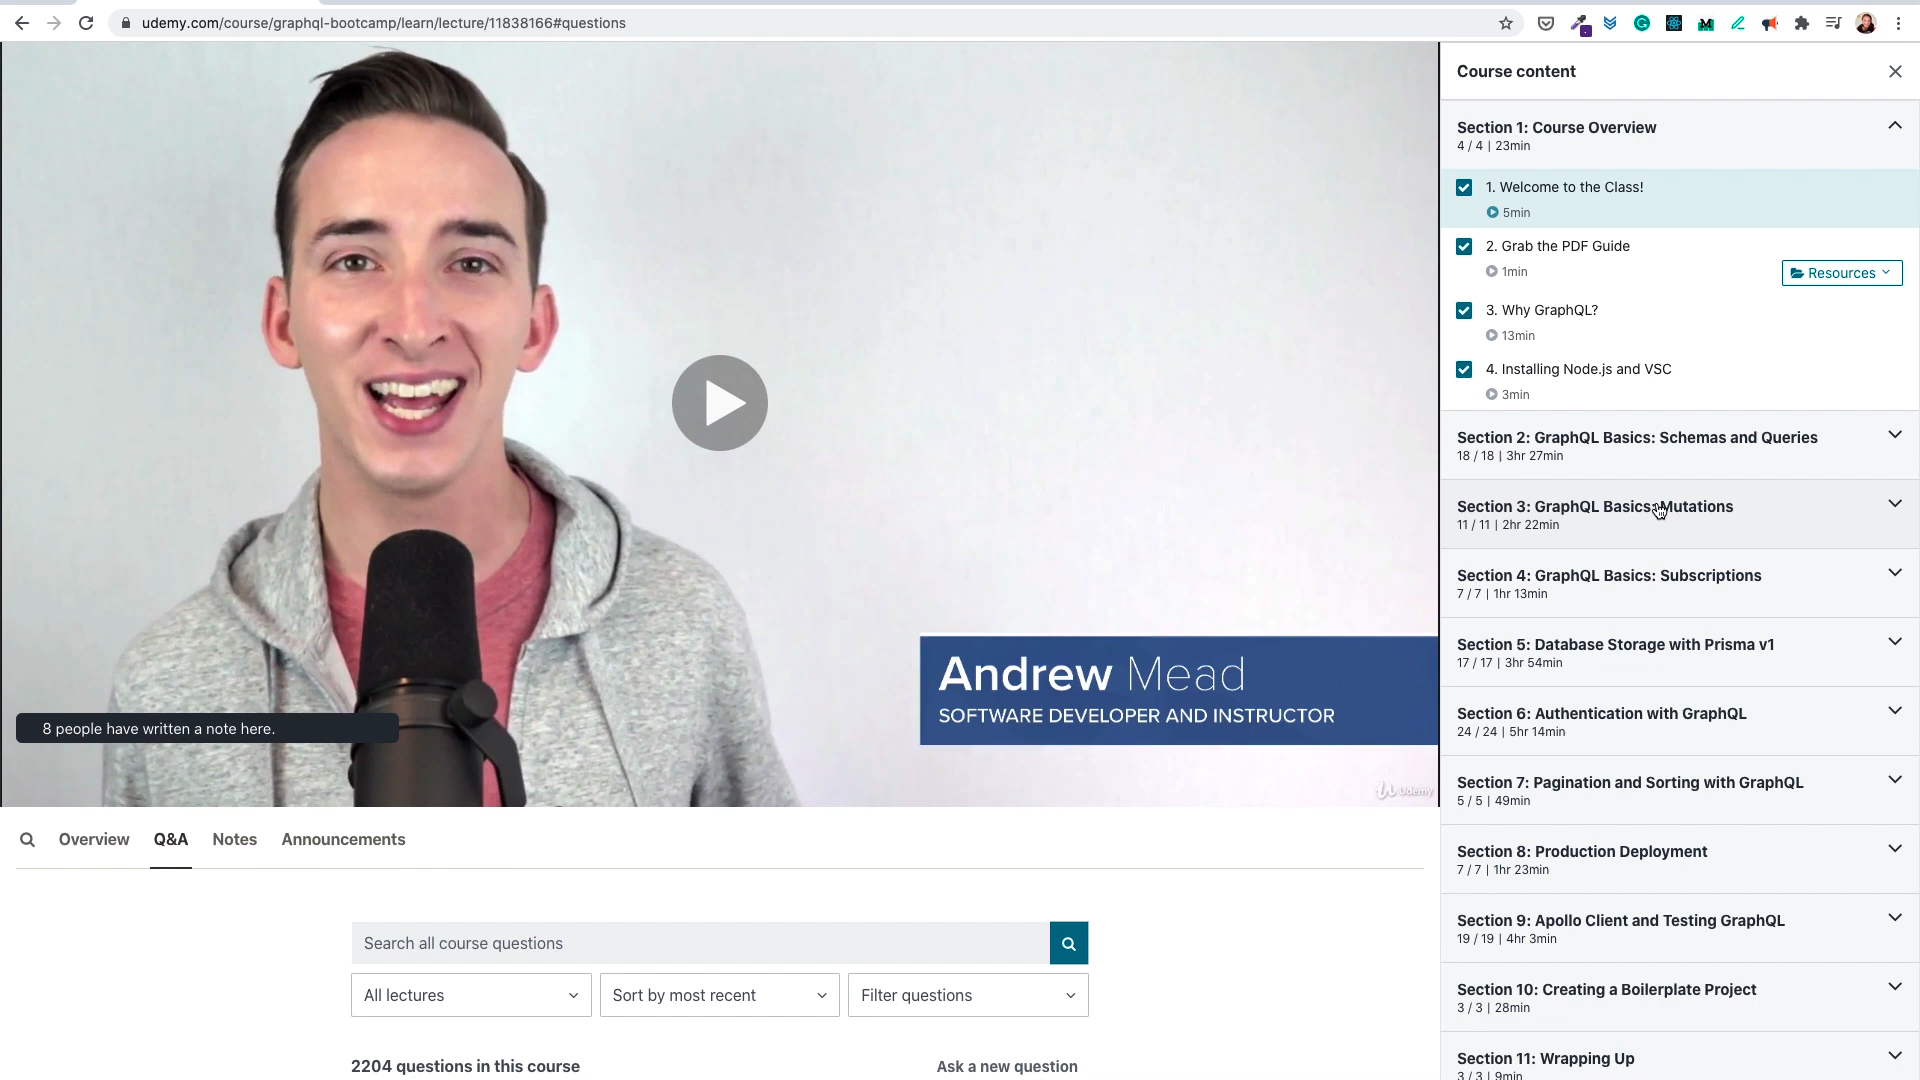 udemy.com/course/graphql-bootcamp/learn/lecture/11838166#questions
Andrew Mead
SOFTWARE DEVELOPER AND INSTRUCTOR
8 people have written a note here.
Udemy
Overview Q&A Notes Announcements
Search all course questions
All lectures Sort by most recent Filter questions
2204 questions in this course Ask a new question
Course content
Section 1: Course Overview
4 / 4 | 23min
1. Welcome to the Class!
5min
2. Grab the PDF Guide
1min
Resources
3. Why GraphQL?
13min
4. Installing Node.js and VSC
3min
Section 2: GraphQL Basics: Schemas and Queries
18 / 18 | 3hr 27min
Section 3: GraphQL Basics: Mutations
11 / 11 | 2hr 22min
Section 4: GraphQL Basics: Subscriptions
7 / 7 | 1hr 13min
Section 5: Database Storage with Prisma v1
17 / 17 | 3hr 54min
Section 6: Authentication with GraphQL
24 / 24 | 5hr 14min
Section 7: Pagination and Sorting with GraphQL
5 / 5 | 49min
Section 8: Production Deployment
7 / 7 | 1hr 23min
Section 9: Apollo Client and Testing GraphQL
19 / 19 | 4hr 3min
Section 10: Creating a Boilerplate Project
3 / 3 | 28min
Section 11: Wrapping Up
3 / 3 | 9min